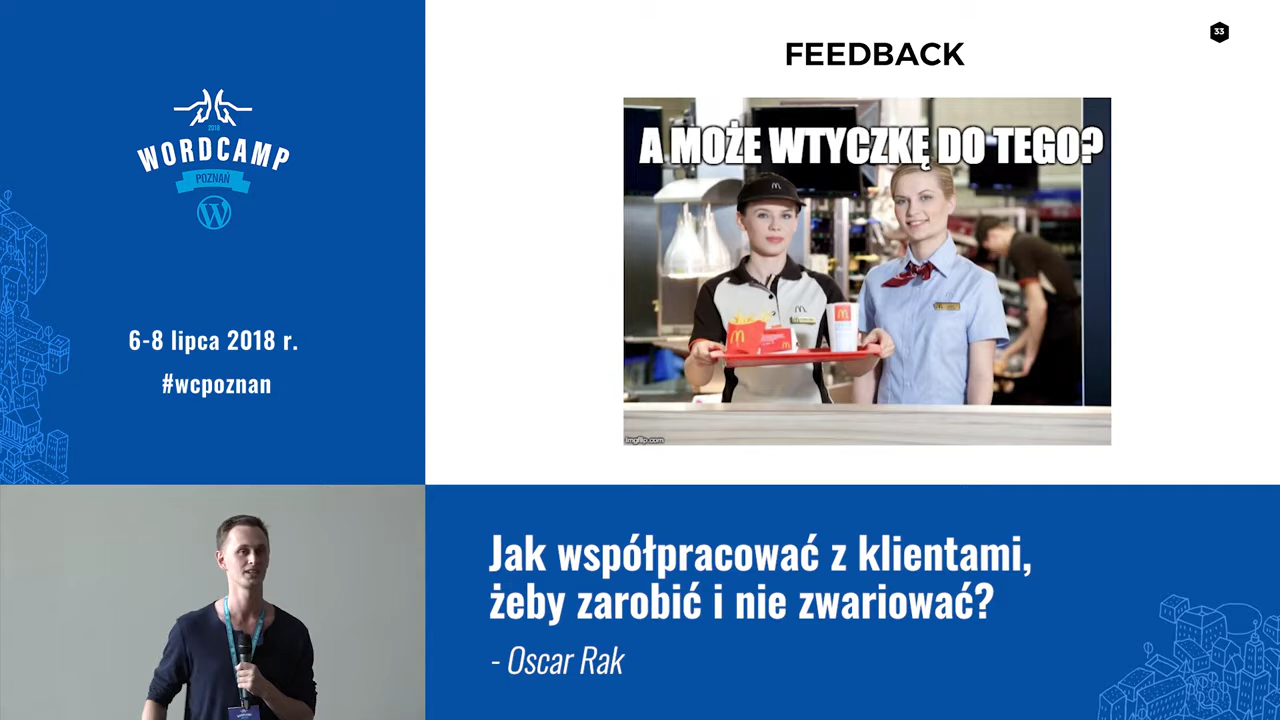 2018
WORDCAMP
POZNAŃ
6-8 lipca 2018 r.
#wcpoznan
33
FEEDBACK
A MOŻE WTYCZKĘ DO TEGO?
imgflip.com
Jak współpracować z klientami,
żeby zarobić i nie zwariować?
- Oscar Rak